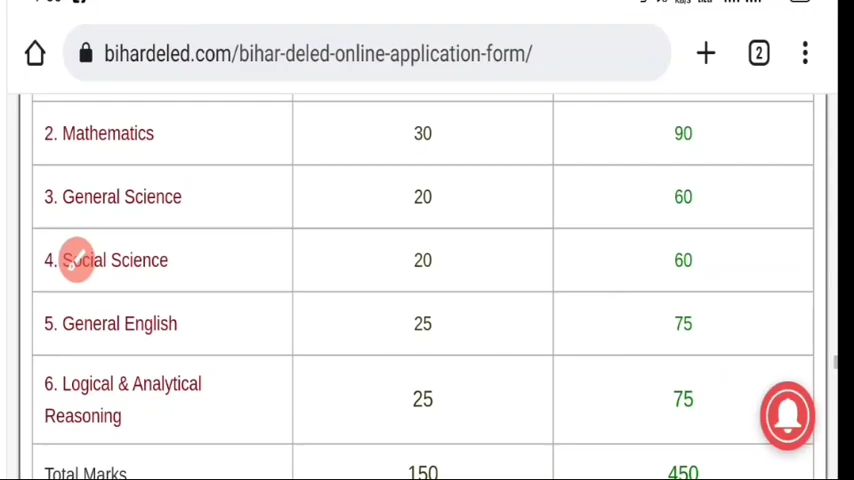 bihardeled.com/bihar-deled-online-application-form/
2
2. Mathematics 30 90
3. General Science 20 60
4. Social Science 20 60
5. General English 25 75
6. Logical & Analytical
Reasoning 25 75
Total Marks 150 450